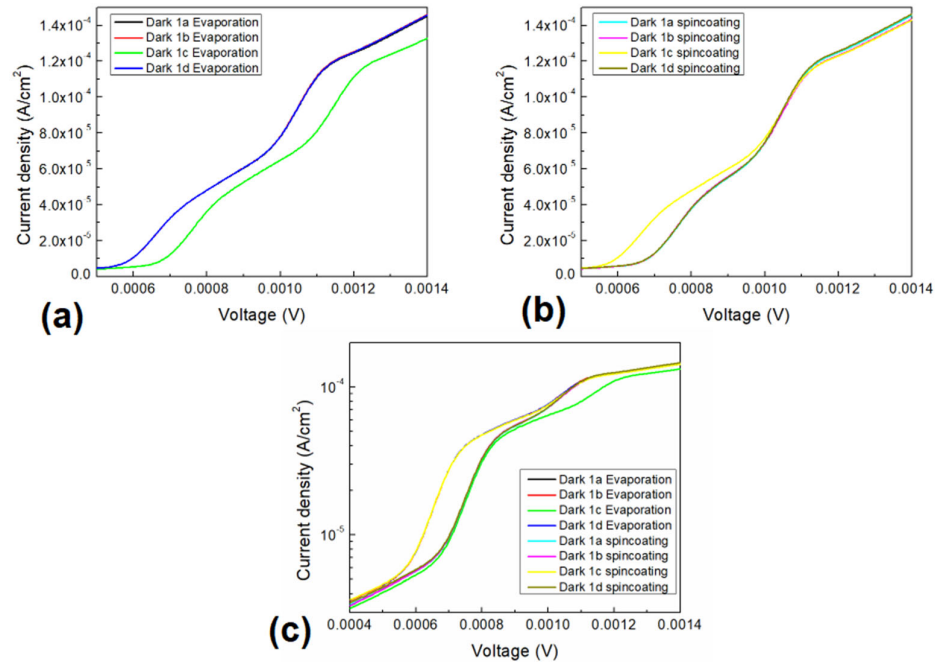 Dark 1a Evaporation
Dark 1b Evaporation
Dark 1c Evaporation
Dark 1d Evaporation
1.4x10⁻⁴
1.2x10⁻⁴
1.0x10⁻⁴
8.0x10⁻⁵
6.0x10⁻⁵
4.0x10⁻⁵
2.0x10⁻⁵
0.0
Current density (A/cm²)
0.0006 0.0008 0.0010 0.0012 0.0014
Voltage (V)
(a)
Dark 1a spincoating
Dark 1b spincoating
Dark 1c spincoating
Dark 1d spincoating
1.4x10⁻⁴
1.2x10⁻⁴
1.0x10⁻⁴
8.0x10⁻⁵
6.0x10⁻⁵
4.0x10⁻⁵
2.0x10⁻⁵
0.0
Current density (A/cm²)
0.0006 0.0008 0.0010 0.0012 0.0014
Voltage (V)
(b)
10⁻⁴
10⁻⁵
Current density (A/cm²)
Dark 1a Evaporation
Dark 1b Evaporation
Dark 1c Evaporation
Dark 1d Evaporation
Dark 1a spincoating
Dark 1b spincoating
Dark 1c spincoating
Dark 1d spincoating
0.0004 0.0006 0.0008 0.0010 0.0012 0.0014
Voltage (V)
(c)